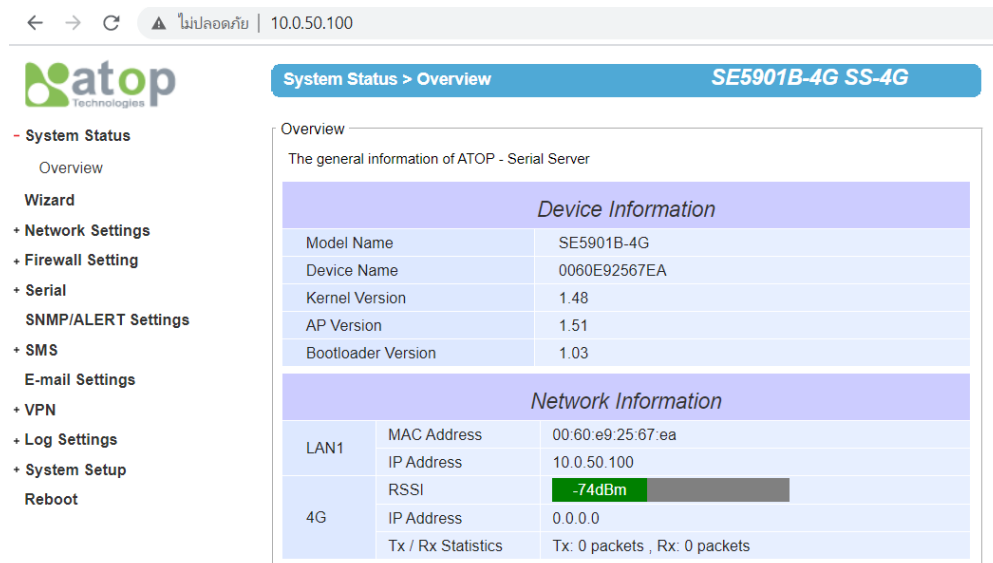 ไม่ปลอดภัย | 10.0.50.100
atop
Technologies
System Status > Overview SE5901B-4G SS-4G
- System Status
Overview
Wizard
+ Network Settings
+ Firewall Setting
+ Serial
SNMP/ALERT Settings
+ SMS
E-mail Settings
+ VPN
+ Log Settings
+ System Setup
Reboot
Overview
The general information of ATOP - Serial Server
Device Information
Model Name SE5901B-4G
Device Name 0060E92567EA
Kernel Version 1.48
AP Version 1.51
Bootloader Version 1.03
Network Information
LAN1
MAC Address 00:60:e9:25:67:ea
IP Address 10.0.50.100
4G
RSSI -74dBm
IP Address 0.0.0.0
Tx / Rx Statistics Tx: 0 packets , Rx: 0 packets